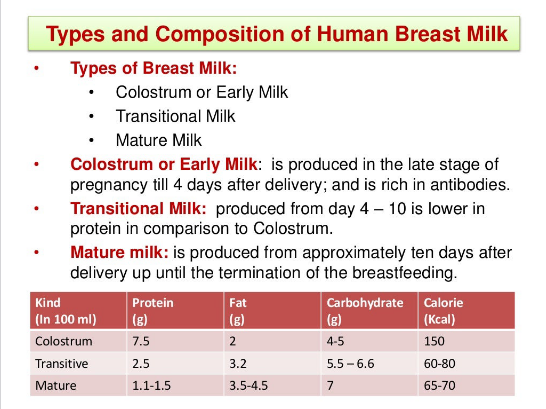 Types and Composition of Human Breast Milk
• Types of Breast Milk:
• Colostrum or Early Milk
• Transitional Milk
• Mature Milk
• Colostrum or Early Milk: is produced in the late stage of
pregnancy till 4 days after delivery; and is rich in antibodies.
• Transitional Milk: produced from day 4 – 10 is lower in
protein in comparison to Colostrum.
• Mature milk: is produced from approximately ten days after
delivery up until the termination of the breastfeeding.
Kind (In 100 ml) Protein (g) Fat (g) Carbohydrate (g) Calorie (Kcal)
Colostrum 7.5 2 4-5 150
Transitive 2.5 3.2 5.5 – 6.6 60-80
Mature 1.1-1.5 3.5-4.5 7 65-70